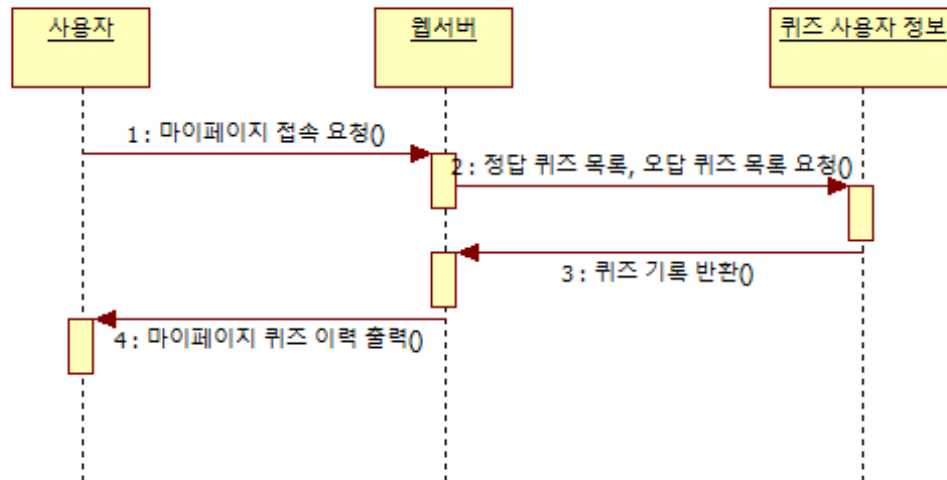 사용자
웹서버
퀴즈 사용자 정보
1 : 마이페이지 접속 요청()
2 : 정답 퀴즈 목록, 오답 퀴즈 목록 요청()
3 : 퀴즈 기록 반환()
4 : 마이페이지 퀴즈 이력 출력()